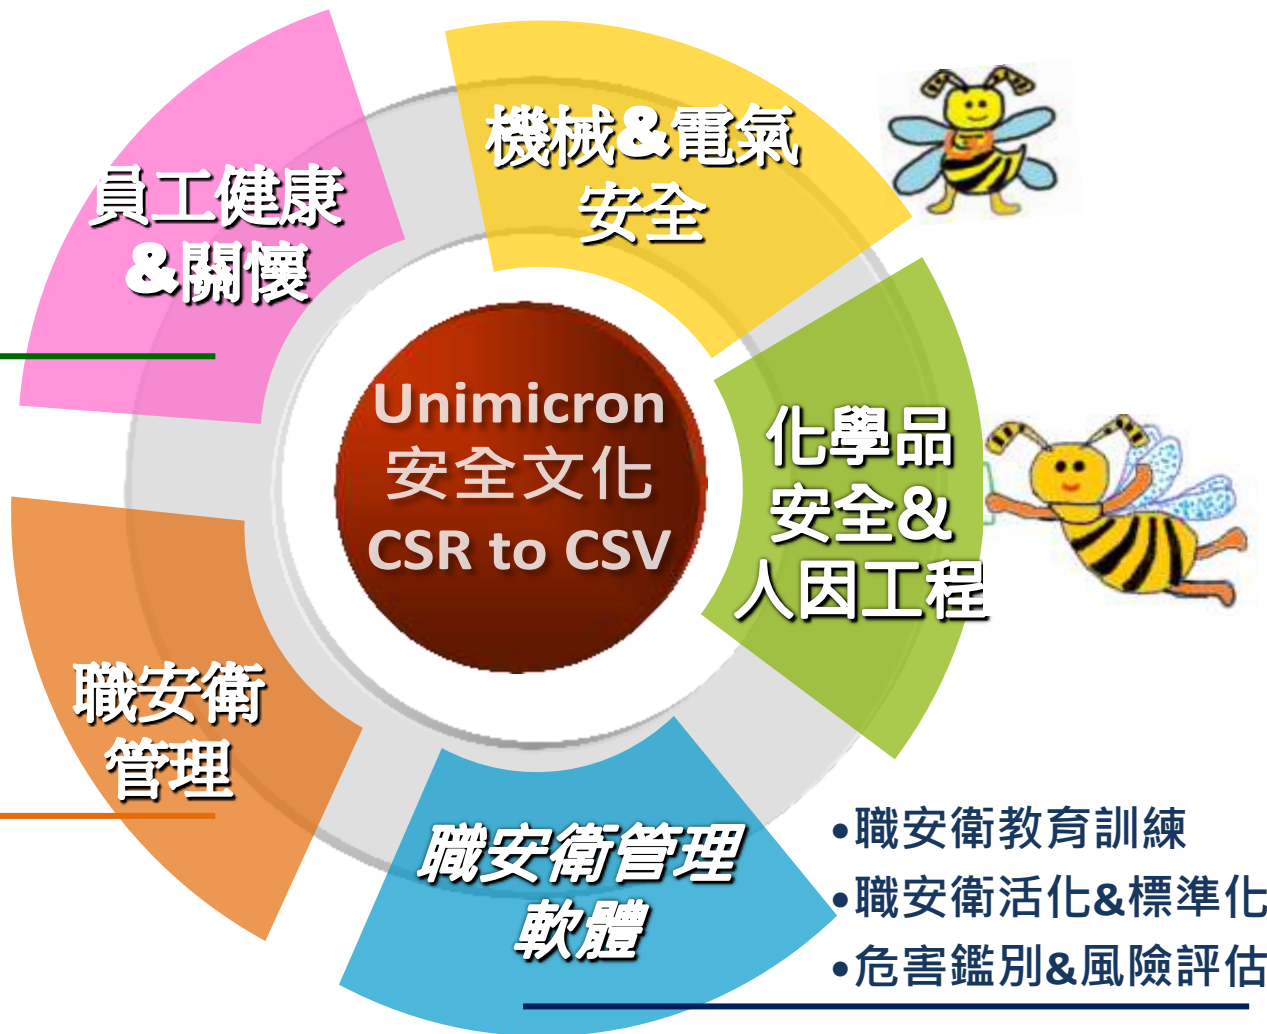 機械&電氣
安全
員工健康
&關懷
Unimicron
安全文化
CSR to CSV
化學品
安全&
人因工程
職安衛
管理
職安衛管理
軟體
•職安衛教育訓練
•職安衛活化&標準化
•危害鑑別&風險評估